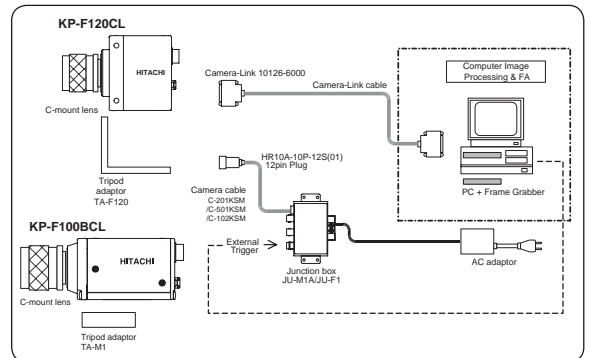 KP-F120CL
HITACHI
C-mount lens
Tripod
adaptor
TA-F120
KP-F100BCL
HITACHI
C-mount lens
Tripod adaptor
TA-M1
Camera-Link 10126-6000
Camera-Link cable
HR10A-10P-12S(01)
12pin Plug
Camera cable
C-201KSM
/C-501KSM
/C-102KSM
External
Trigger
Junction box
JU-M1A/JU-F1
Computer Image
Processing & FA
PC + Frame Grabber
AC adaptor